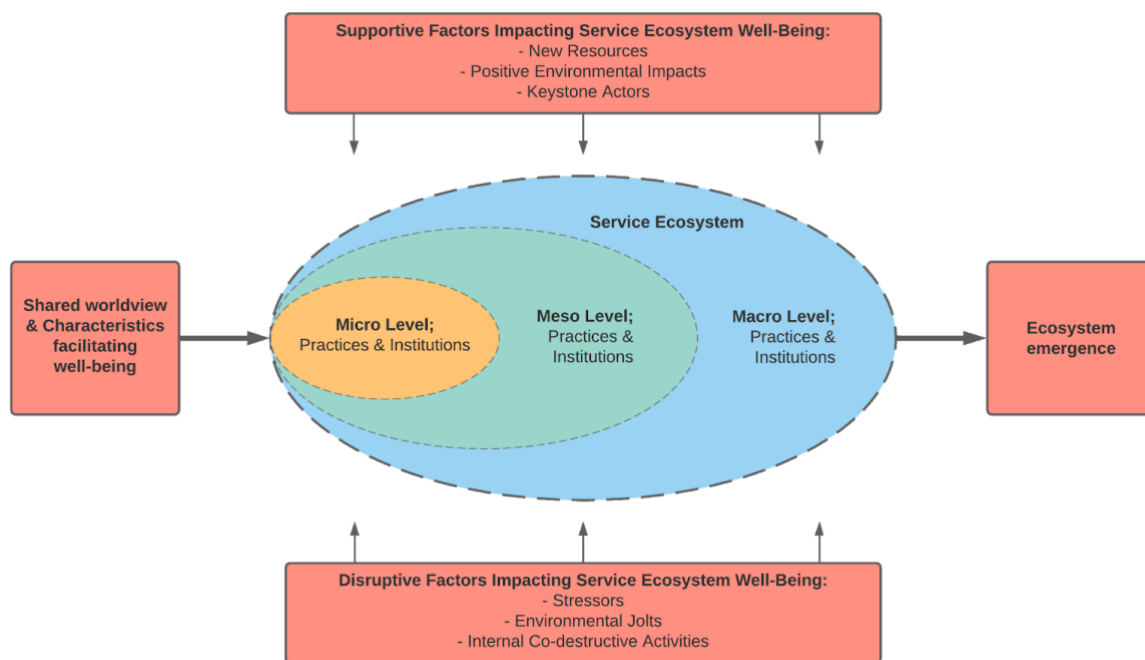 Supportive Factors Impacting Service Ecosystem Well-Being:
- New Resources
- Positive Environmental Impacts
- Keystone Actors
Service Ecosystem
Shared worldview
& Characteristics
facilitating
well-being
Micro Level;
Practices & Institutions
Meso Level;
Practices &
Institutions
Macro Level;
Practices &
Institutions
Ecosystem
emergence
Disruptive Factors Impacting Service Ecosystem Well-Being:
- Stressors
- Environmental Jolts
- Internal Co-destructive Activities